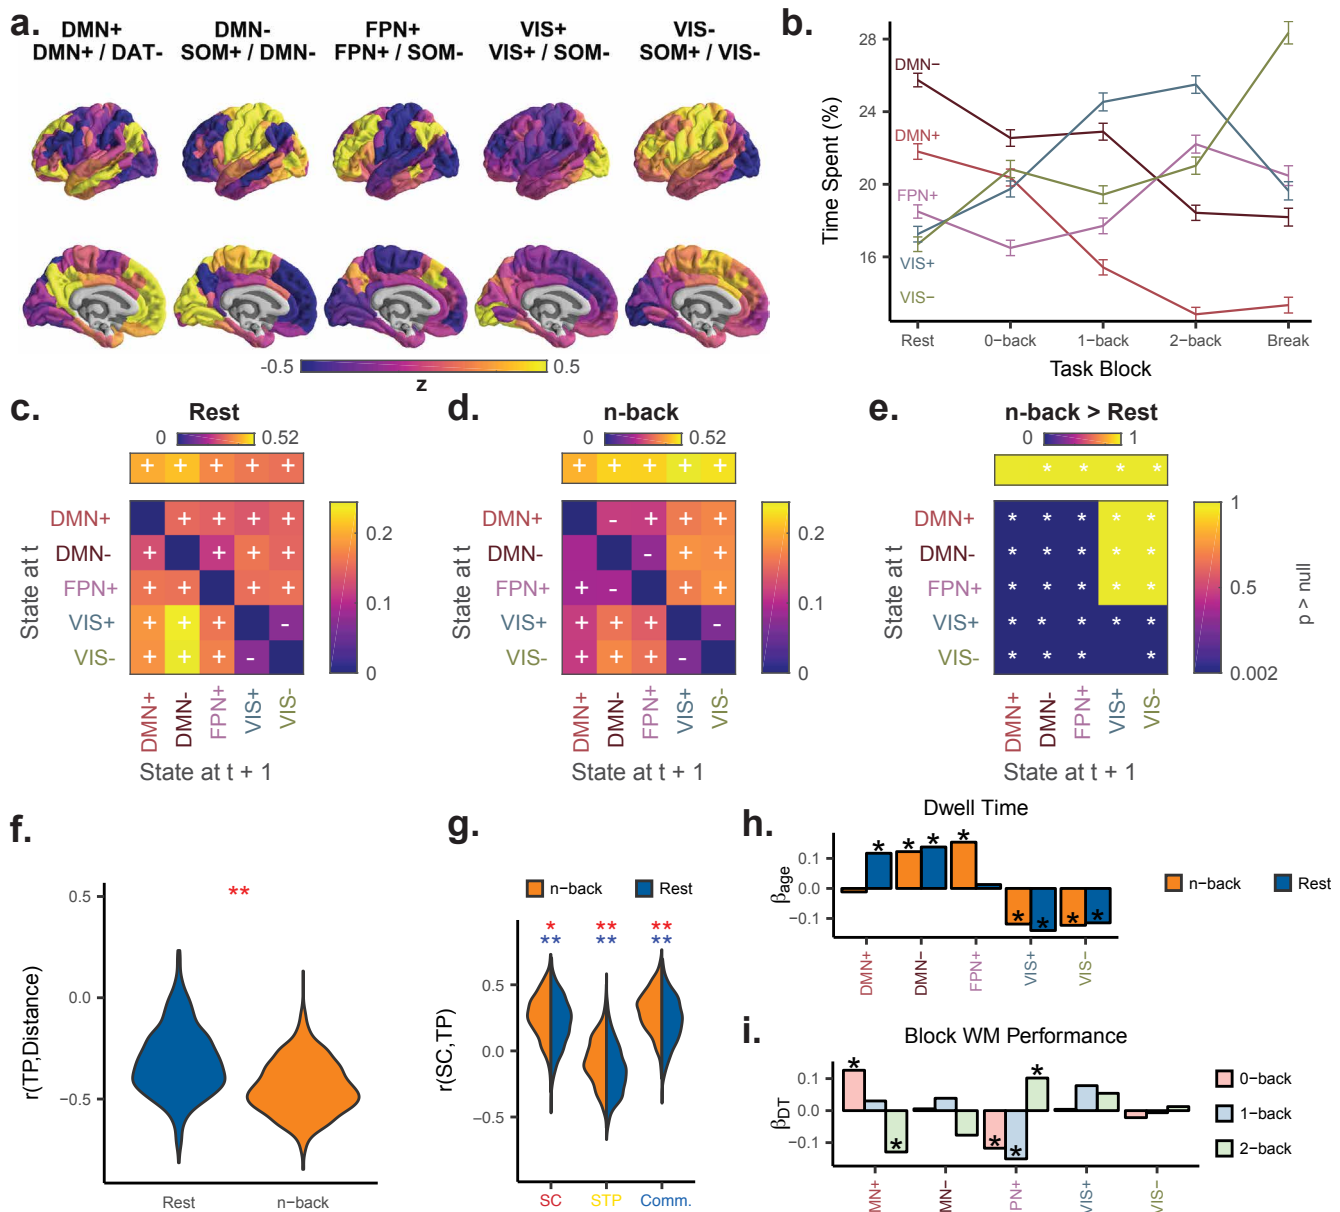 a.
DMN+ DMN- FPN+ VIS+ VIS-
DMN+ / DAT- SOM+ / DMN- FPN+ / SOM- VIS+ / SOM- SOM+ / VIS-
-0.5 0.5
z
b.
28
24
20
16
Time Spent (%)
DMN−
DMN+
FPN+
VIS+
VIS−
Rest 0-back 1-back 2-back Break
Task Block
c.
Rest
0 0.52
+ + + + +
DMN+ + + + +
DMN- + + + +
FPN+ + + + +
VIS+ + + + -
VIS- + + + -
State at t
DMN+ DMN- FPN+ VIS+ VIS-
State at t + 1
0.2
0.1
0
d.
n-back
0 0.52
+ + + + +
DMN+ - + + +
DMN- - + +
FPN+ + - + +
VIS+ + + + -
VIS- + + + -
State at t
DMN+ DMN- FPN+ VIS+ VIS-
State at t + 1
0.2
0.1
0
e.
n-back > Rest
0 1
* * * *
DMN+ * * * * *
DMN- * * * * *
FPN+ * * * * *
VIS+ * * * * *
VIS- * * * *
State at t
DMN+ DMN- FPN+ VIS+ VIS-
State at t + 1
1
0.5
0.002
p > null
f.
0.5
0.0
−0.5
r(TP,Distance)
**
Rest n-back
g.
n-back Rest
* ** **
** ** **
0.5
0.0
−0.5
r(SC,TP)
SC STP Comm.
h.
Dwell Time
0.1
0.0
−0.1
βage
* * * * * * * *
DMN+ DMN− FPN+ VIS+ VIS−
n-back Rest
i.
Block WM Performance
0.1
0.0
−0.1
βDT
* * * * *
MN+ MN− PN+ VIS+ VIS−
0−back
1−back
2−back